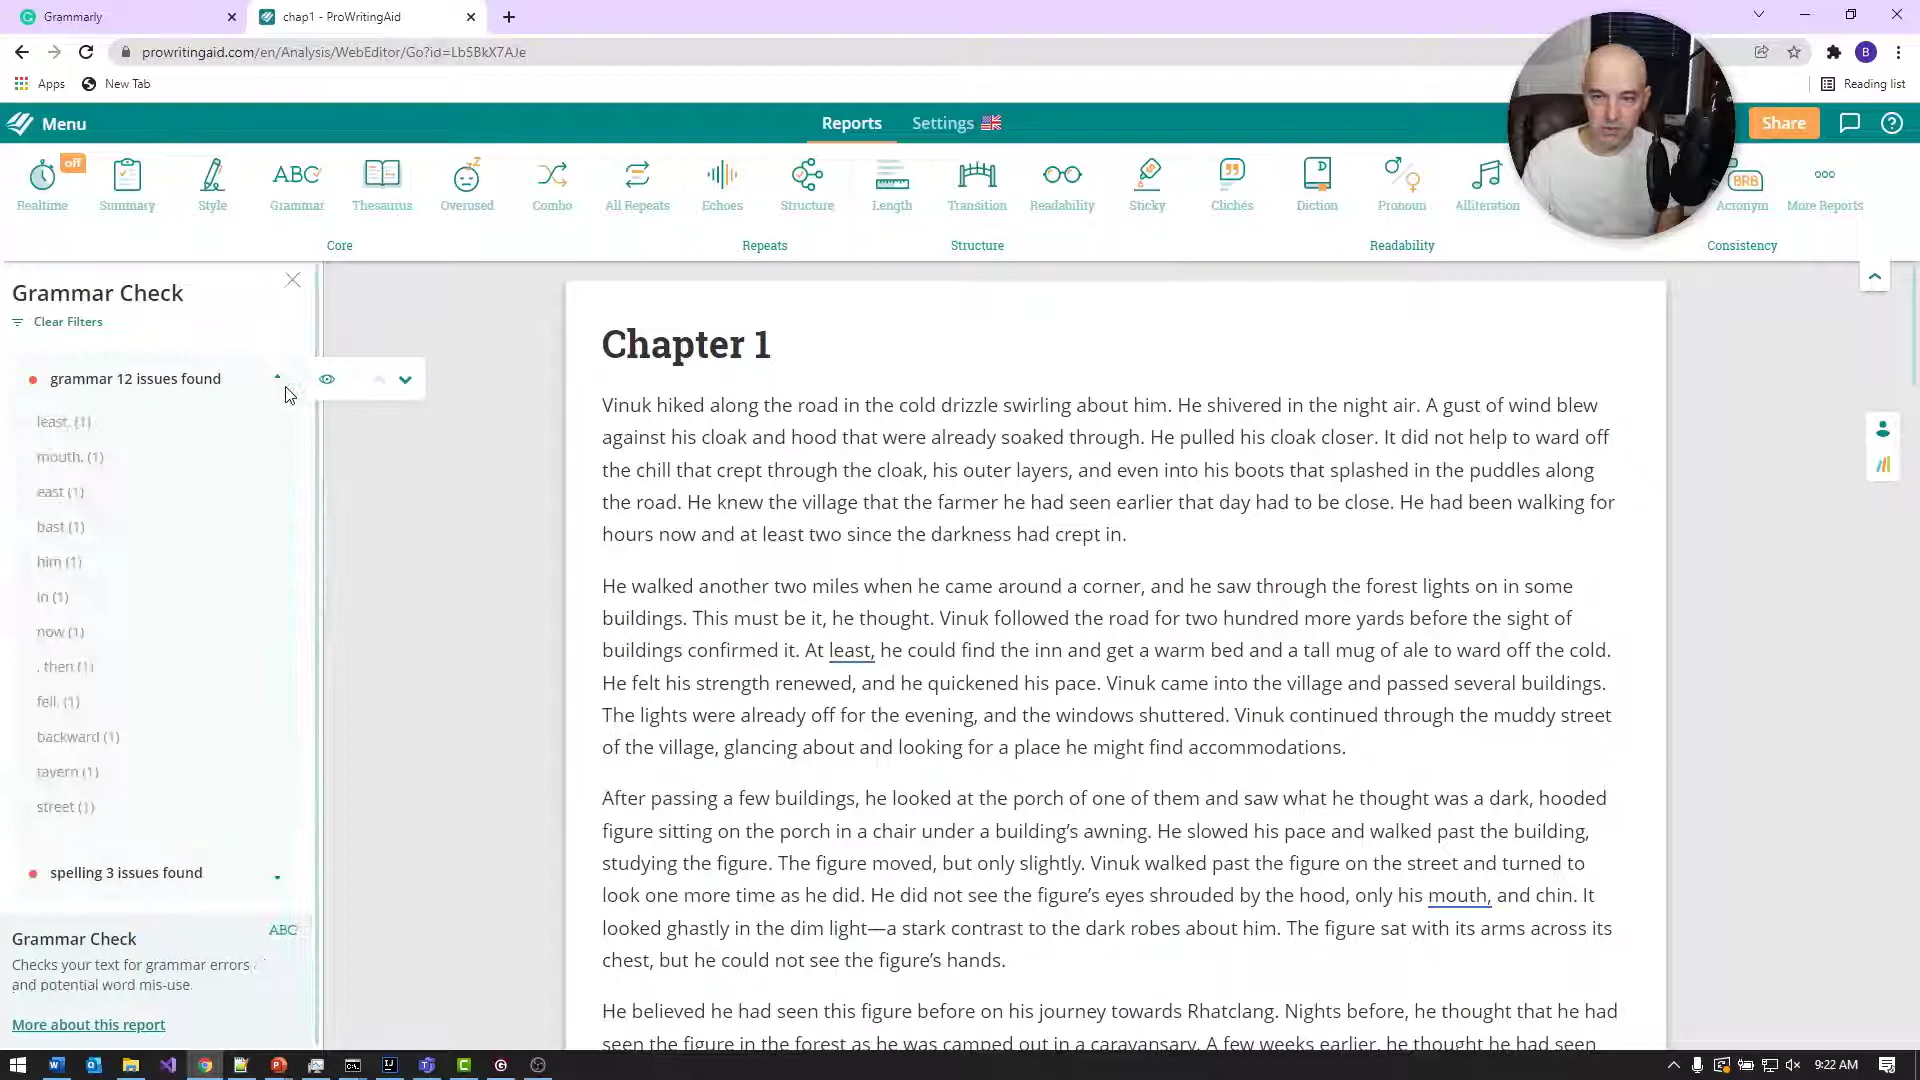 Grammarly
chap1 - ProWritingAid
prowritingaid.com/en/Analysis/WebEditor/Go?id=Lb5BkX7AJe
B
Apps
New Tab
Reading list
Menu
Reports
Settings
Share
off
ABC
D
BRB
Realtime
Summary
Style
Grammar
Thesaurus
Overused
Combo
All Repeats
Echoes
Structure
Length
Transition
Readability
Sticky
Clichés
Diction
Pronoun
Alliteration
Acronym
More Reports
Core
Repeats
Structure
Readability
Consistency
Grammar Check
Clear Filters
grammar 12 issues found
least, (1)
mouth, (1)
east (1)
bast (1)
him (1)
in (1)
now (1)
. then (1)
fell. (1)
backward (1)
tavern (1)
street (1)
spelling 3 issues found
Grammar Check
ABC
Checks your text for grammar errors
and potential word mis-use.
More about this report
Chapter 1
Vinuk hiked along the road in the cold drizzle swirling about him. He shivered in the night air. A gust of wind blew
against his cloak and hood that were already soaked through. He pulled his cloak closer. It did not help to ward off
the chill that crept through the cloak, his outer layers, and even into his boots that splashed in the puddles along
the road. He knew the village that the farmer he had seen earlier that day had to be close. He had been walking for
hours now and at least two since the darkness had crept in.
He walked another two miles when he came around a corner, and he saw through the forest lights on in some
buildings. This must be it, he thought. Vinuk followed the road for two hundred more yards before the sight of
buildings confirmed it. At least, he could find the inn and get a warm bed and a tall mug of ale to ward off the cold.
He felt his strength renewed, and he quickened his pace. Vinuk came into the village and passed several buildings.
The lights were already off for the evening, and the windows shuttered. Vinuk continued through the muddy street
of the village, glancing about and looking for a place he might find accommodations.
After passing a few buildings, he looked at the porch of one of them and saw what he thought was a dark, hooded
figure sitting on the porch in a chair under a building’s awning. He slowed his pace and walked past the building,
studying the figure. The figure moved, but only slightly. Vinuk walked past the figure on the street and turned to
look one more time as he did. He did not see the figure’s eyes shrouded by the hood, only his mouth, and chin. It
looked ghastly in the dim light—a stark contrast to the dark robes about him. The figure sat with its arms across its
chest, but he could not see the figure’s hands.
He believed he had seen this figure before on his journey towards Rhatclang. Nights before, he thought that he had
seen the figure in the forest as he was camped out in a caravansary. A few weeks earlier, he thought he had seen
9:22 AM